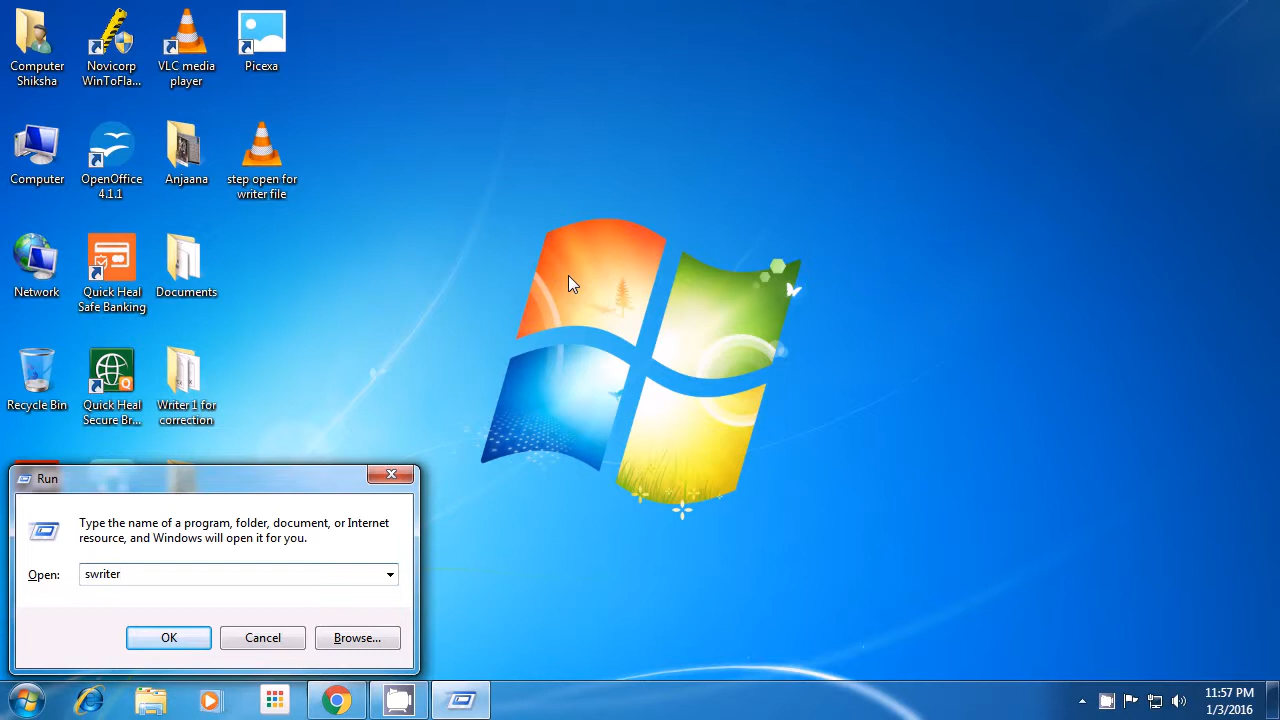 Computer
Shiksha
Novicorp
WinToFla...
VLC media
player
Picexa
Computer
OpenOffice
4.1.1
Anjaana
step open for
writer file
Network
Quick Heal
Safe Banking
Documents
Recycle Bin
Quick Heal
Secure Br...
Writer 1 for
correction
Run
Type the name of a program, folder, document, or Internet
resource, and Windows will open it for you.
Open: swriter
OK Cancel Browse...
11:57 PM
1/3/2016